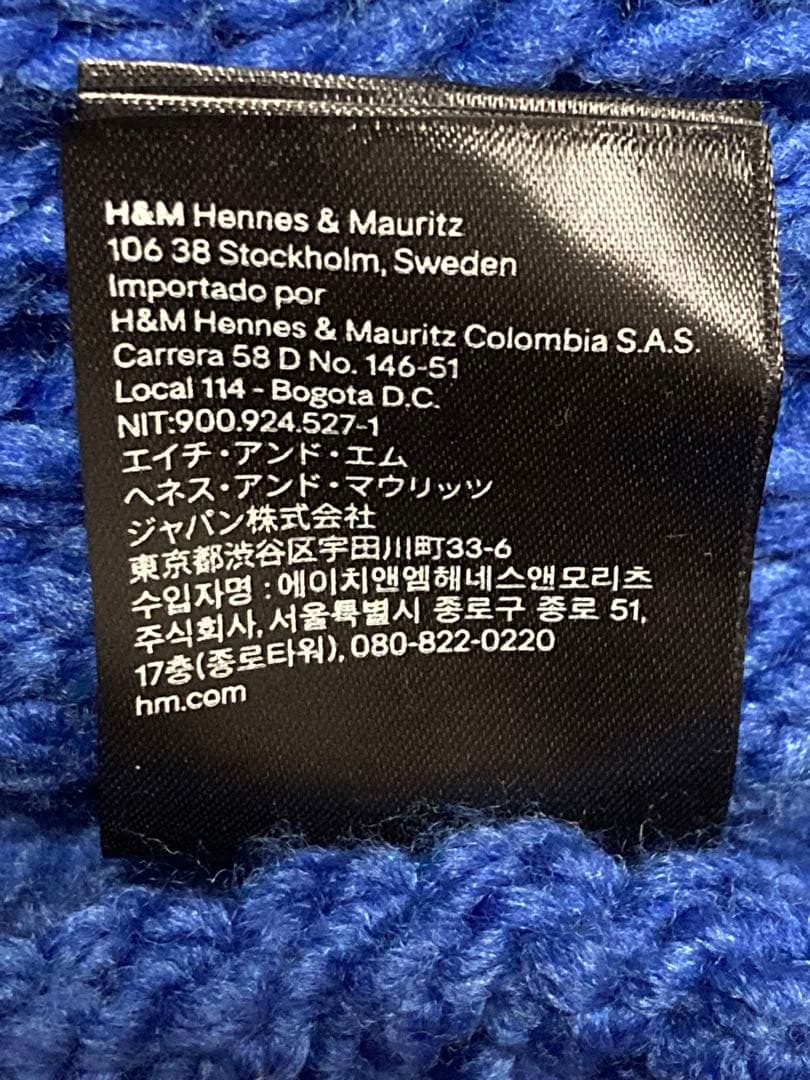 H&M Hennes & Mauritz
106 38 Stockholm, Sweden
Importado por
H&M Hennes & Mauritz Colombia S.A.S.
Carrera 58 D No. 146-51
Local 114 - Bogota D.C.
NIT:900.924.527-1
エイチ・アンド・エム
ヘネス・アンド・マウリッツ
ジャパン株式会社
東京都渋谷区宇田川町33-6
수입자명 : 에이치앤엠헤네스앤모리츠
주식회사, 서울특별시 종로구 종로 51,
17층(종로타워), 080-822-0220
hm.com